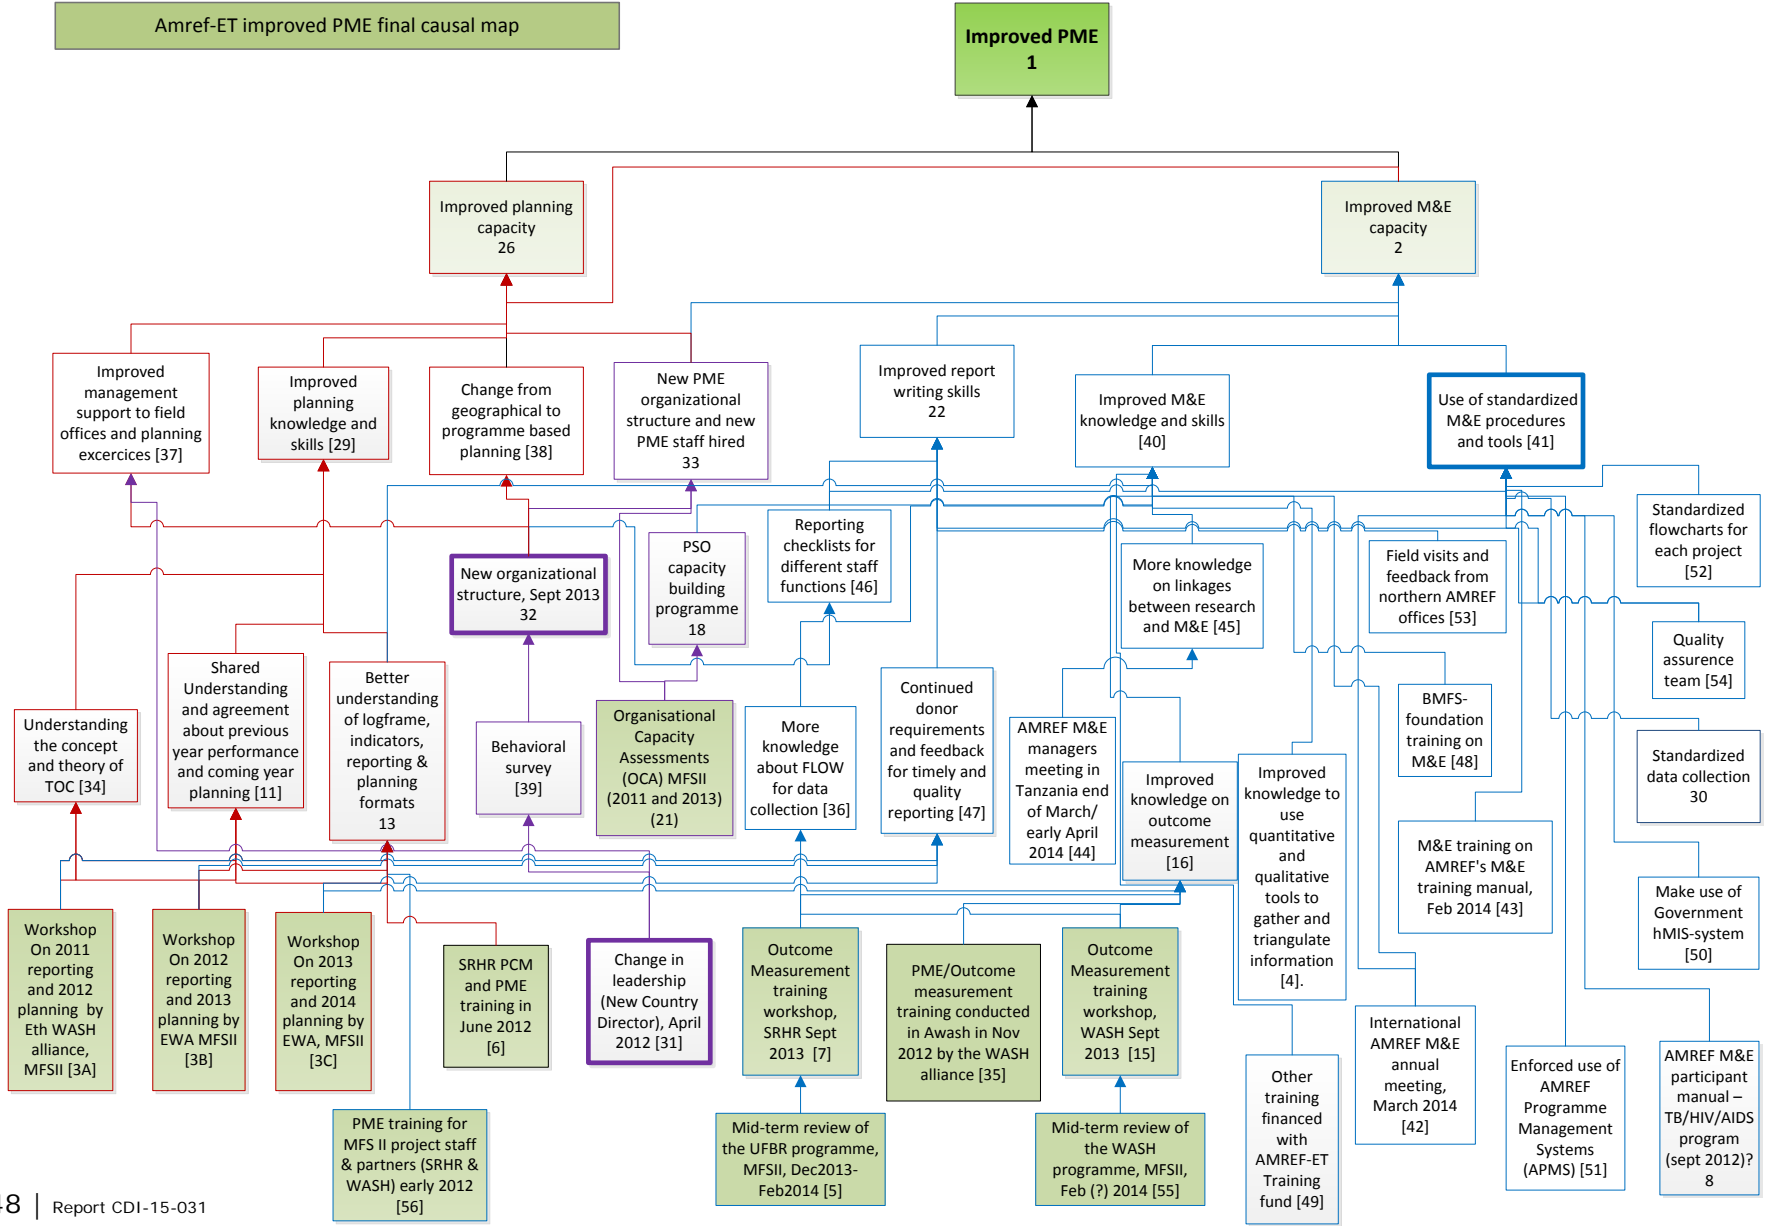 Amref-ET improved PME final causal map
Improved PME
1
Improved planning
capacity
26
Improved M&E
capacity
2
Improved
management
support to field
offices and planning
excercices [37]
Improved
planning
knowledge and
skills [29]
Change from
geographical to
programme based
planning [38]
New PME
organizational
structure and new
PME staff hired
33
Improved report
writing skills
22
Improved M&E
knowledge and skills
[40]
Use of standardized
M&E procedures
and tools [41]
Standardized
flowcharts for
each project
[52]
New organizational
structure, Sept 2013
32
PSO
capacity
building
programme
18
Reporting
checklists for
different staff
functions [46]
More knowledge
on linkages
between research
and M&E [45]
Field visits and
feedback from
northern AMREF
offices [53]
Quality
assurence
team [54]
Understanding
the concept
and theory of
TOC [34]
Shared
Understanding
and agreement
about previous
year performance
and coming year
planning [11]
Better
understanding
of logframe,
indicators,
reporting &
planning
formats
13
Behavioral
survey
[39]
Organisational
Capacity
Assessments
(OCA) MFSII
(2011 and 2013)
(21)
More
knowledge
about FLOW
for data
collection [36]
Continued
donor
requirements
and feedback
for timely and
quality
reporting [47]
AMREF M&E
managers
meeting in
Tanzania end
of March/
early April
2014 [44]
Improved
knowledge on
outcome
measurement
[16]
Improved
knowledge to
use
quantitative
and
qualitative
tools to
gather and
triangulate
information
[4].
BMFS-
foundation
training on
M&E [48]
Standardized
data collection
30
M&E training on
AMREF's M&E
training manual,
Feb 2014 [43]
Make use of
Government
hMIS-system
[50]
Workshop
On 2011
reporting
and 2012
planning by
Eth WASH
alliance,
MFSII [3A]
Workshop
On 2012
reporting
and 2013
planning by
EWA MFSII
[3B]
Workshop
On 2013
reporting
and 2014
planning by
EWA, MFSII
[3C]
SRHR PCM
and PME
training in
June 2012
[6]
Change in
leadership
(New Country
Director), April
2012 [31]
Outcome
Measurement
training
workshop,
SRHR Sept
2013 [7]
PME/Outcome
measurement
training conducted
in Awash in Nov
2012 by the WASH
alliance [35]
Outcome
Measurement
training
workshop,
WASH Sept
2013 [15]
Other
training
financed
with
AMREF-ET
Training
fund [49]
International
AMREF M&E
annual
meeting,
March 2014
[42]
Enforced use of
AMREF
Programme
Management
Systems
(APMS) [51]
AMREF M&E
participant
manual –
TB/HIV/AIDS
program
(sept 2012)?
8
PME training for
MFS II project staff
& partners (SRHR &
WASH) early 2012
[56]
Mid-term review of
the UFBR programme,
MFSII, Dec2013-
Feb2014 [5]
Mid-term review of
the WASH
programme, MFSII,
Feb (?) 2014 [55]
48 | Report CDI-15-031